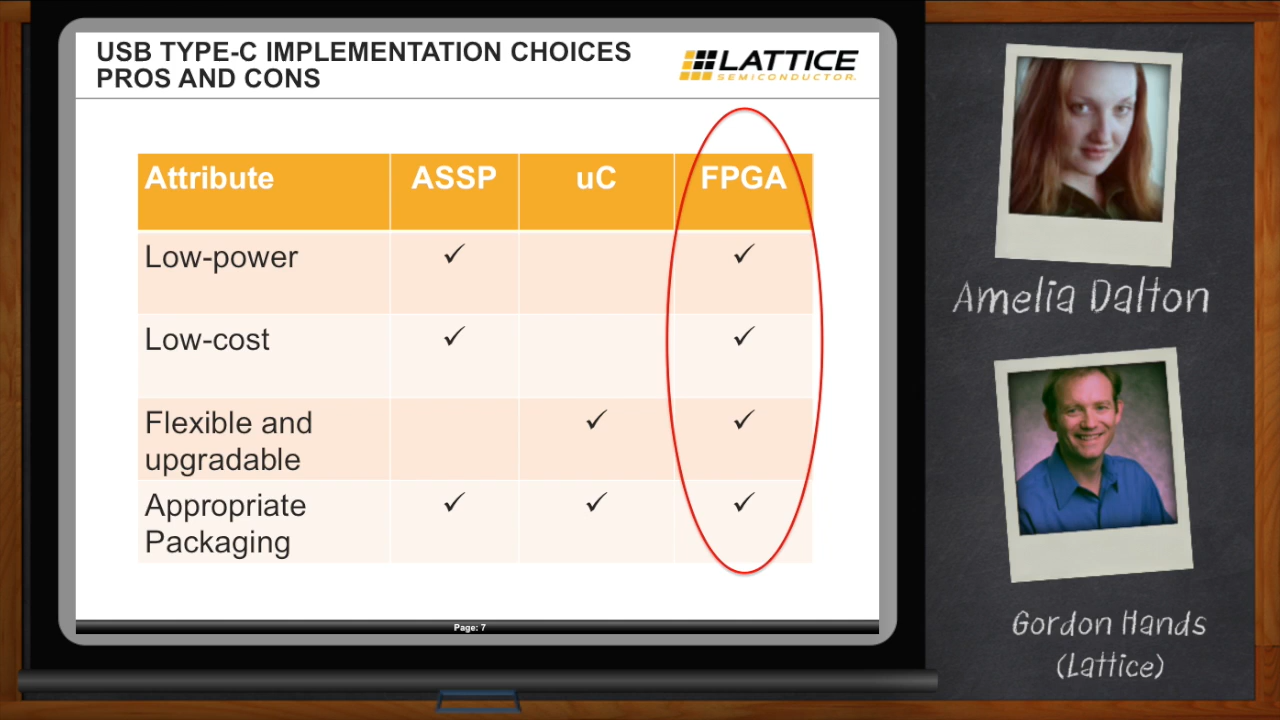 USB TYPE-C IMPLEMENTATION CHOICES
PROS AND CONS
LATTICE
SEMICONDUCTOR.
Attribute ASSP uC FPGA
Low-power ✓ ✓
Low-cost ✓ ✓
Flexible and upgradable ✓ ✓
Appropriate Packaging ✓ ✓ ✓
Page: 7
Amelia Dalton
Gordon Hands
(Lattice)